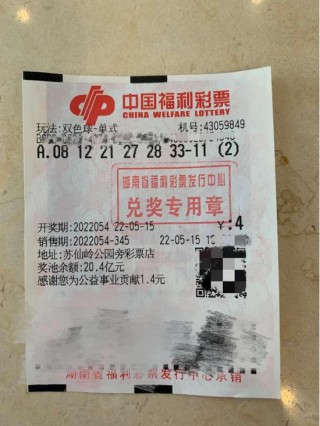 中国福利彩票
CHINA WELFARE LOTTERY
玩法:双色球-单式
机号:43059849
A.08 12 21 27 28 33-11 (2)
湖南省福利彩票发行中心
兑奖专用章
开奖期:2022054 22-05-15
¥:4
销售期:2022054-345
22-05-15
地址:苏仙岭公园旁彩票店
奖池余额:20.4亿元
感谢您为公益事业贡献1.4元
湖南省福利彩票发行中心承销